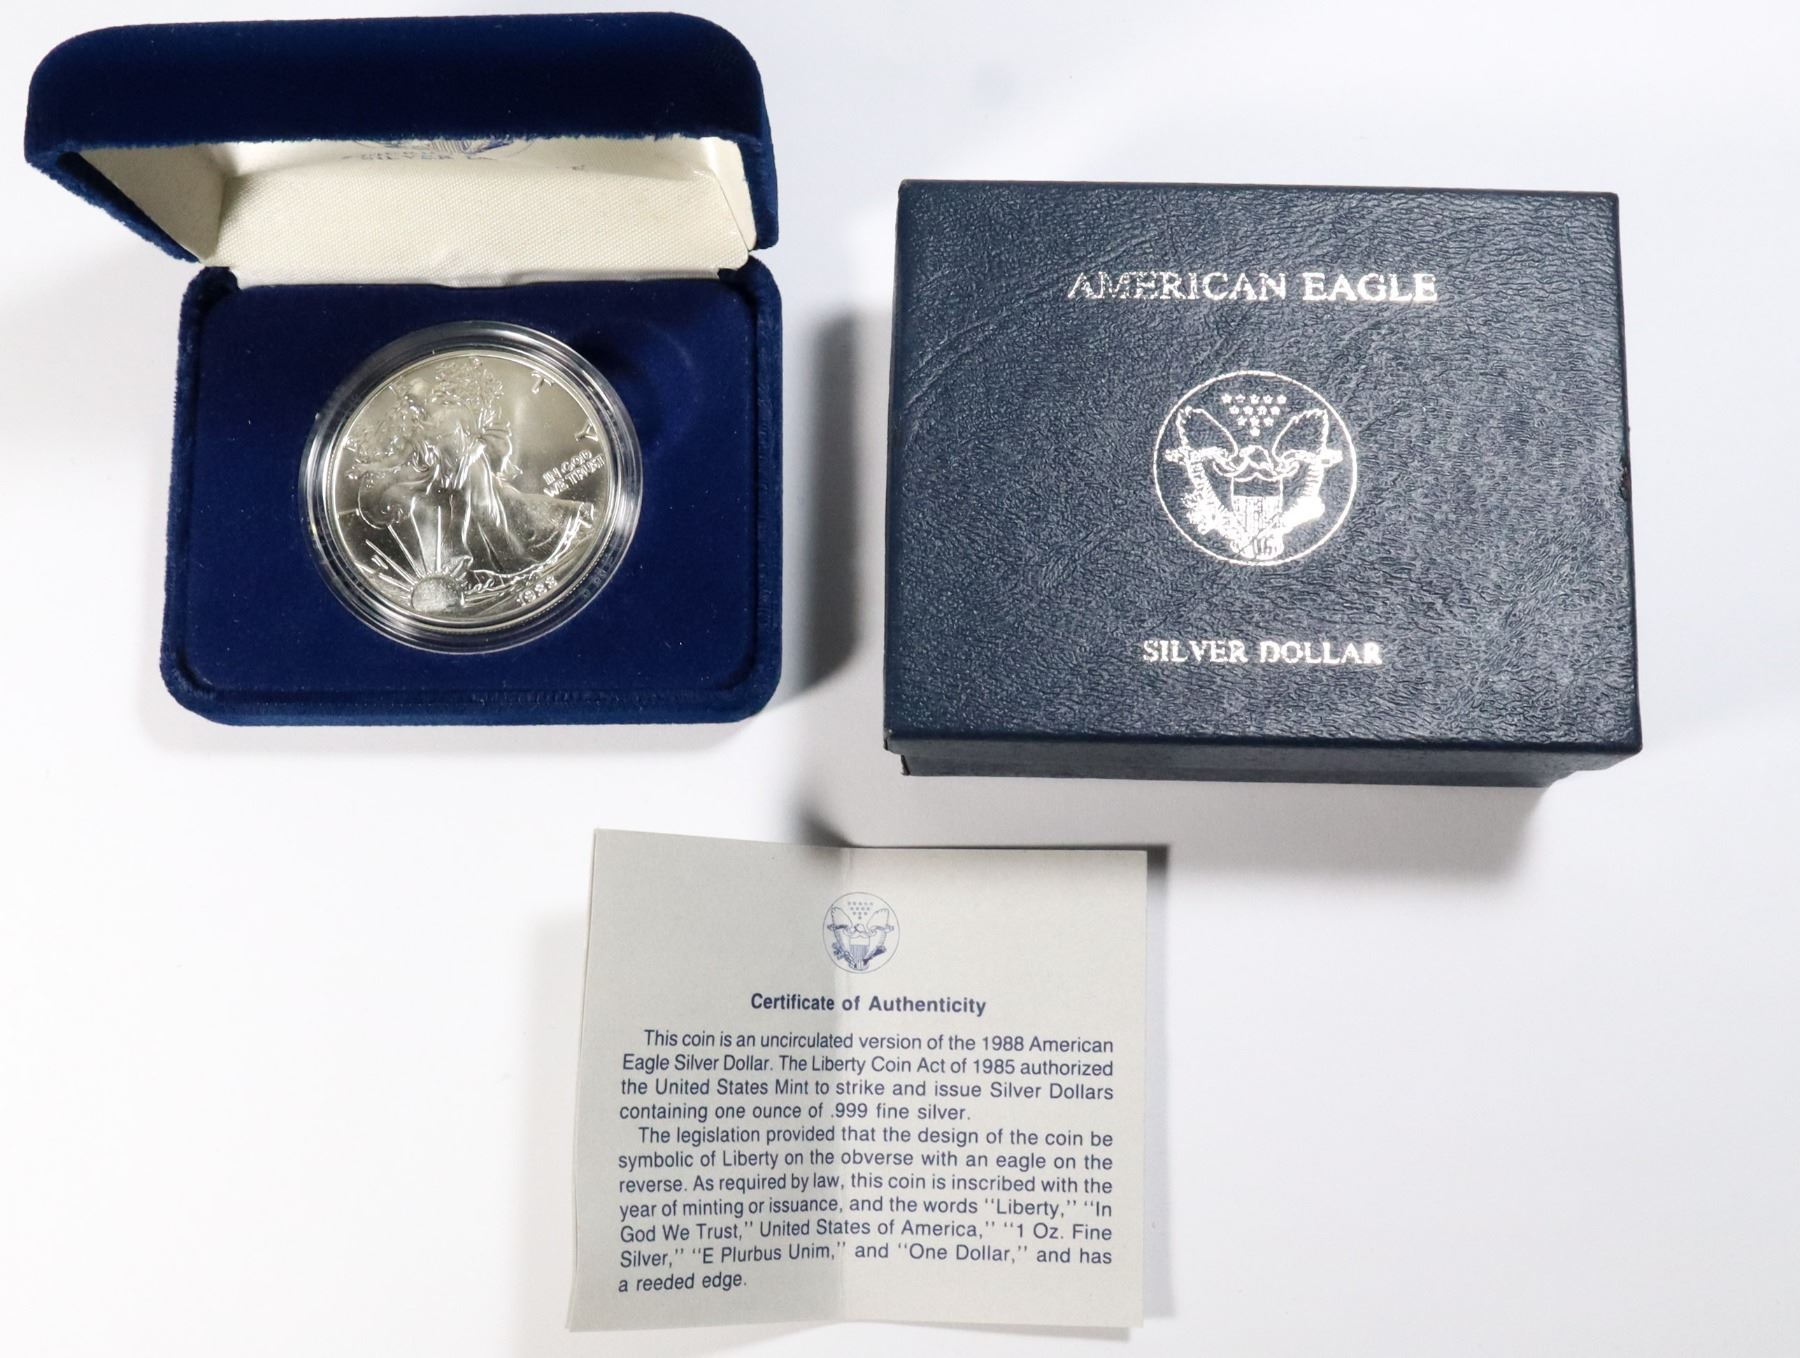 SILVER
LIBERTY
IN GOD
WE TRUST
1988
AMERICAN EAGLE
SILVER DOLLAR
Certificate of Authenticity
This coin is an uncirculated version of the 1988 American
Eagle Silver Dollar. The Liberty Coin Act of 1985 authorized
the United States Mint to strike and issue Silver Dollars
containing one ounce of .999 fine silver.
The legislation provided that the design of the coin be
symbolic of Liberty on the obverse with an eagle on the
reverse. As required by law, this coin is inscribed with the
year of minting or issuance, and the words ‘‘Liberty,’’ ‘‘In
God We Trust,’’ United States of America,’’ ‘‘1 Oz. Fine
Silver,’’ ‘‘E Plurbus Unim,’’ and ‘‘One Dollar,’’ and has
a reeded edge.